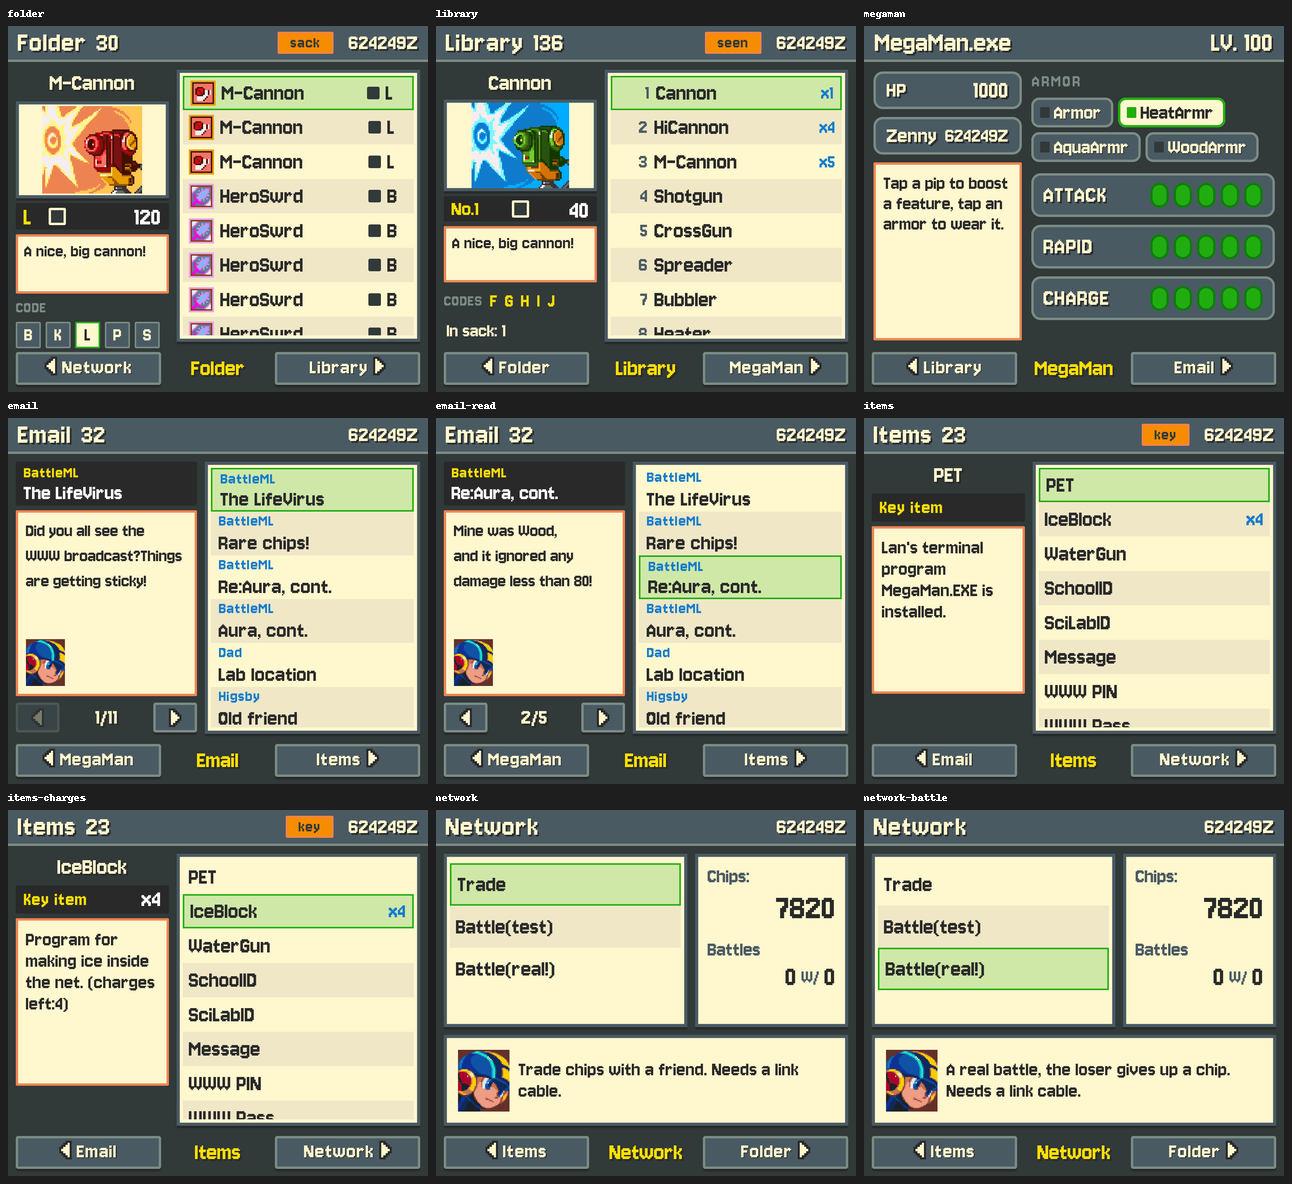 folder
Folder 30
sack
624249Z
M-Cannon
L
120
A nice, big cannon!
CODE
B K L P S
M-Cannon L
M-Cannon L
M-Cannon L
HeroSwrd B
HeroSwrd B
HeroSwrd B
HeroSwrd B
HeroSwrd B
Network
Folder
Library
library
Library 136
seen
624249Z
Cannon
No.1
40
A nice, big cannon!
CODES F G H I J
In sack: 1
1 Cannon x1
2 HiCannon x4
3 M-Cannon x5
4 Shotgun
5 CrossGun
6 Spreader
7 Bubbler
8 Heater
Folder
Library
MegaMan
megaman
MegaMan.exe
LV. 100
HP 1000
Zenny 624249Z
Tap a pip to boost
a feature, tap an
armor to wear it.
ARMOR
Armor
HeatArmr
AquaArmr
WoodArmr
ATTACK
RAPID
CHARGE
Library
MegaMan
Email
email
Email 32
624249Z
BattleML
The LifeVirus
Did you all see the
WWW broadcast?Things
are getting sticky!
1/11
BattleML
The LifeVirus
BattleML
Rare chips!
BattleML
Re:Aura, cont.
BattleML
Aura, cont.
Dad
Lab location
Higsby
Old friend
MegaMan
Email
Items
email-read
Email 32
624249Z
BattleML
Re:Aura, cont.
Mine was Wood,
and it ignored any
damage less than 80!
2/5
BattleML
The LifeVirus
BattleML
Rare chips!
BattleML
Re:Aura, cont.
BattleML
Aura, cont.
Dad
Lab location
Higsby
Old friend
MegaMan
Email
Items
items
Items 23
key
624249Z
PET
Key item
Lan's terminal
program
MegaMan.EXE is
installed.
PET
IceBlock x4
WaterGun
SchoolID
SciLabID
Message
WWW PIN
WWW Pass
Email
Items
Network
items-charges
Items 23
key
624249Z
IceBlock
Key item x4
Program for
making ice inside
the net. (charges
left:4)
PET
IceBlock x4
WaterGun
SchoolID
SciLabID
Message
WWW PIN
WWW Pass
Email
Items
Network
network
Network
624249Z
Trade
Battle(test)
Battle(real!)
Chips:
7820
Battles
0 W/ 0
Trade chips with a friend. Needs a link
cable.
Items
Network
Folder
network-battle
Network
624249Z
Trade
Battle(test)
Battle(real!)
Chips:
7820
Battles
0 W/ 0
A real battle, the loser gives up a chip.
Needs a link cable.
Items
Network
Folder